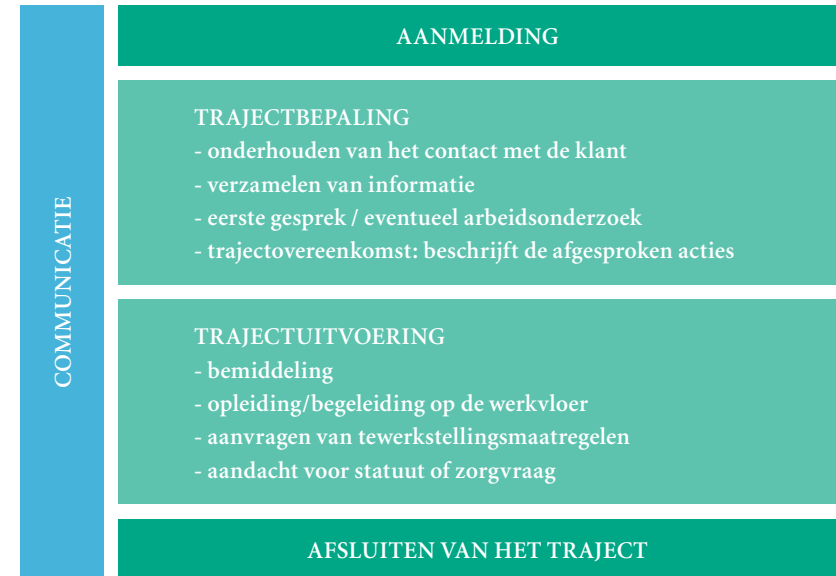 COMMUNICATIE
AANMELDING
TRAJECTBEPALING
- onderhouden van het contact met de klant
- verzamelen van informatie
- eerste gesprek / eventueel arbeidsonderzoek
- trajectovereenkomst: beschrijft de afgesproken acties
TRAJECTUITVOERING
- bemiddeling
- opleiding/begeleiding op de werkvloer
- aanvragen van tewerkstellingsmaatregelen
- aandacht voor statuut of zorgvraag
AFSLUITEN VAN HET TRAJECT